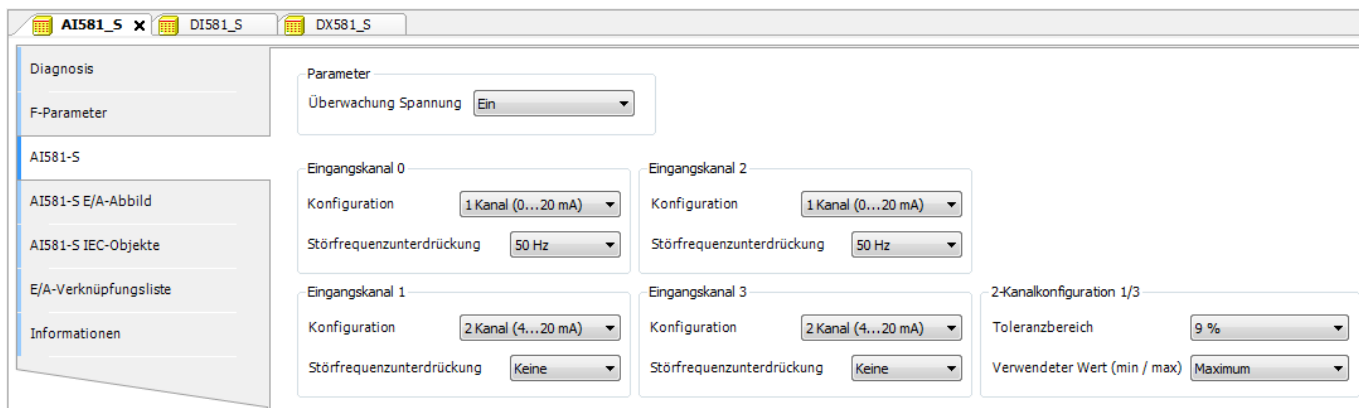 AI581_S DI581_S DX581_S
Diagnosis
F-Parameter
AI581-S
AI581-S E/A-Abbild
AI581-S IEC-Objekte
E/A-Verknüpfungsliste
Informationen
Parameter
Überwachung Spannung Ein
Eingangskanal 0
Konfiguration 1 Kanal (0...20 mA)
Störfrequenzunterdrückung 50 Hz
Eingangskanal 2
Konfiguration 1 Kanal (0...20 mA)
Störfrequenzunterdrückung 50 Hz
Eingangskanal 1
Konfiguration 2 Kanal (4...20 mA)
Störfrequenzunterdrückung Keine
Eingangskanal 3
Konfiguration 2 Kanal (4...20 mA)
Störfrequenzunterdrückung Keine
2-Kanalkonfiguration 1/3
Toleranzbereich 9 %
Verwendeter Wert (min / max) Maximum